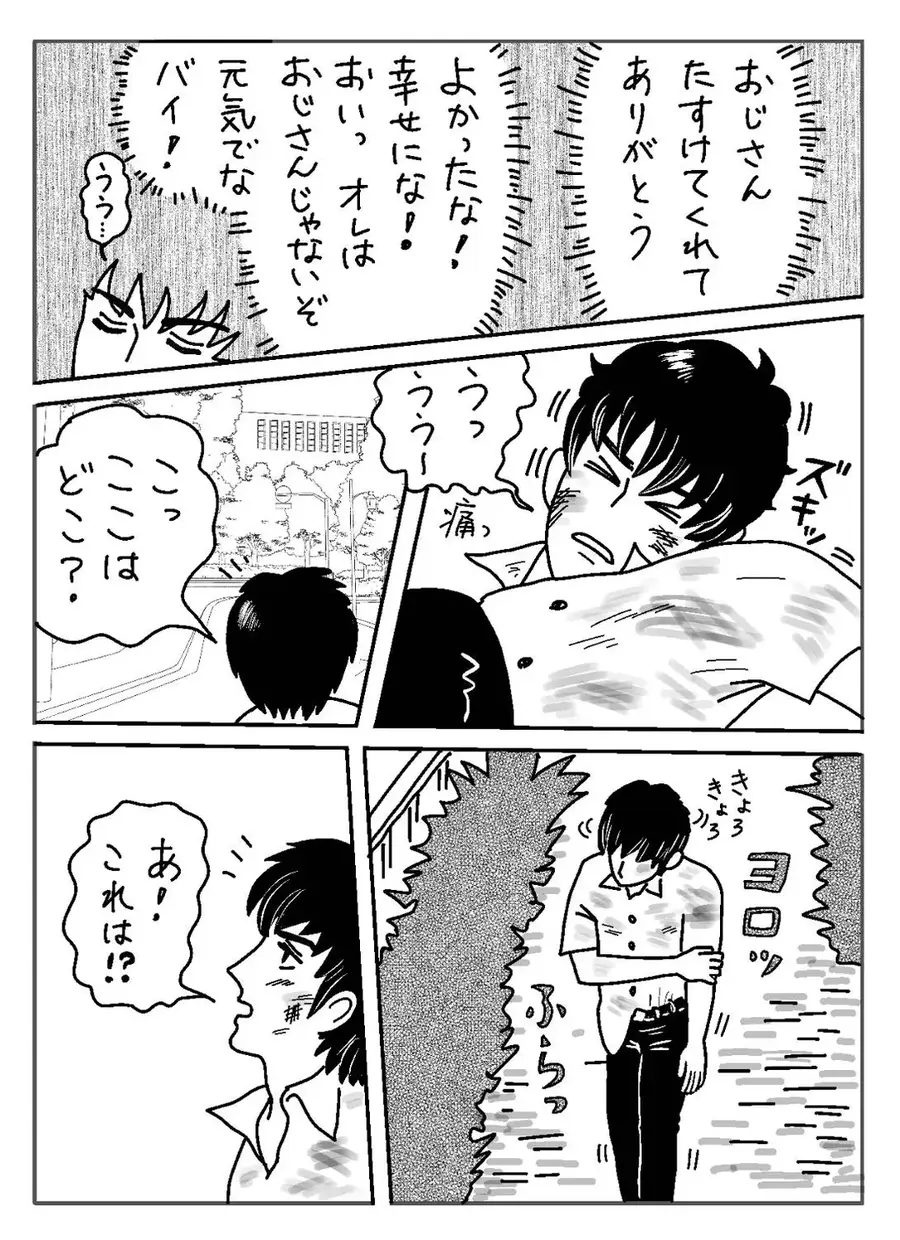 おじさん
たすけてくれて
ありがとう
よかったな!
幸せにな!
おいっ オレは
おじさんじゃないぞ
元気でな
バイ!
うう…
うっ
うう〜
ズキッ
痛っ
こっ
ここは
どこ?
きょろ
きょろ
ヨロッ
ふらっ
あ!
これは!?